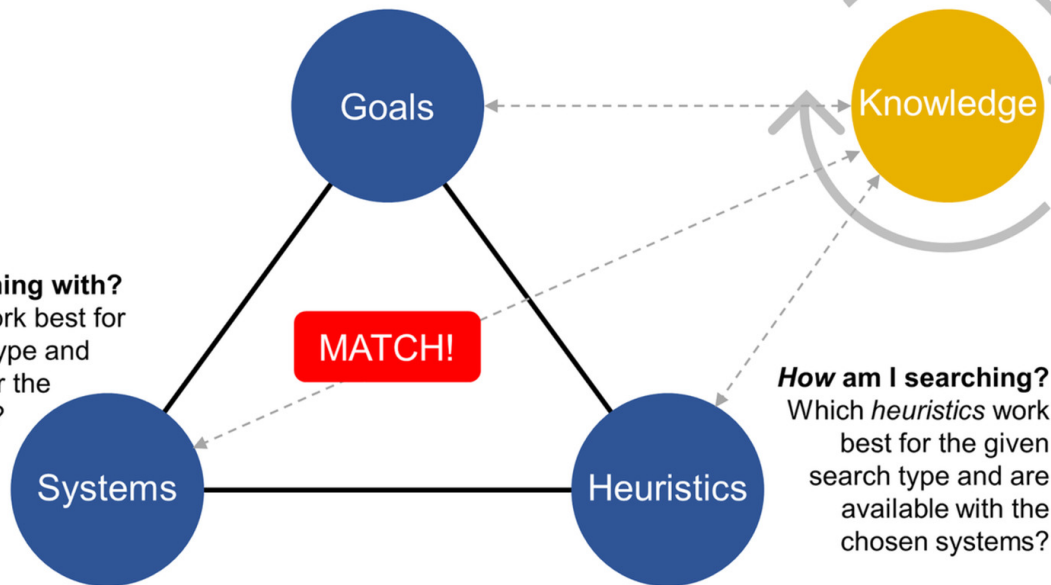 Goals
Knowledge
ning with?
ork best for
ype and
r the
?
MATCH!
How am I searching?
Which heuristics work
best for the given
search type and are
available with the
chosen systems?
Systems
Heuristics